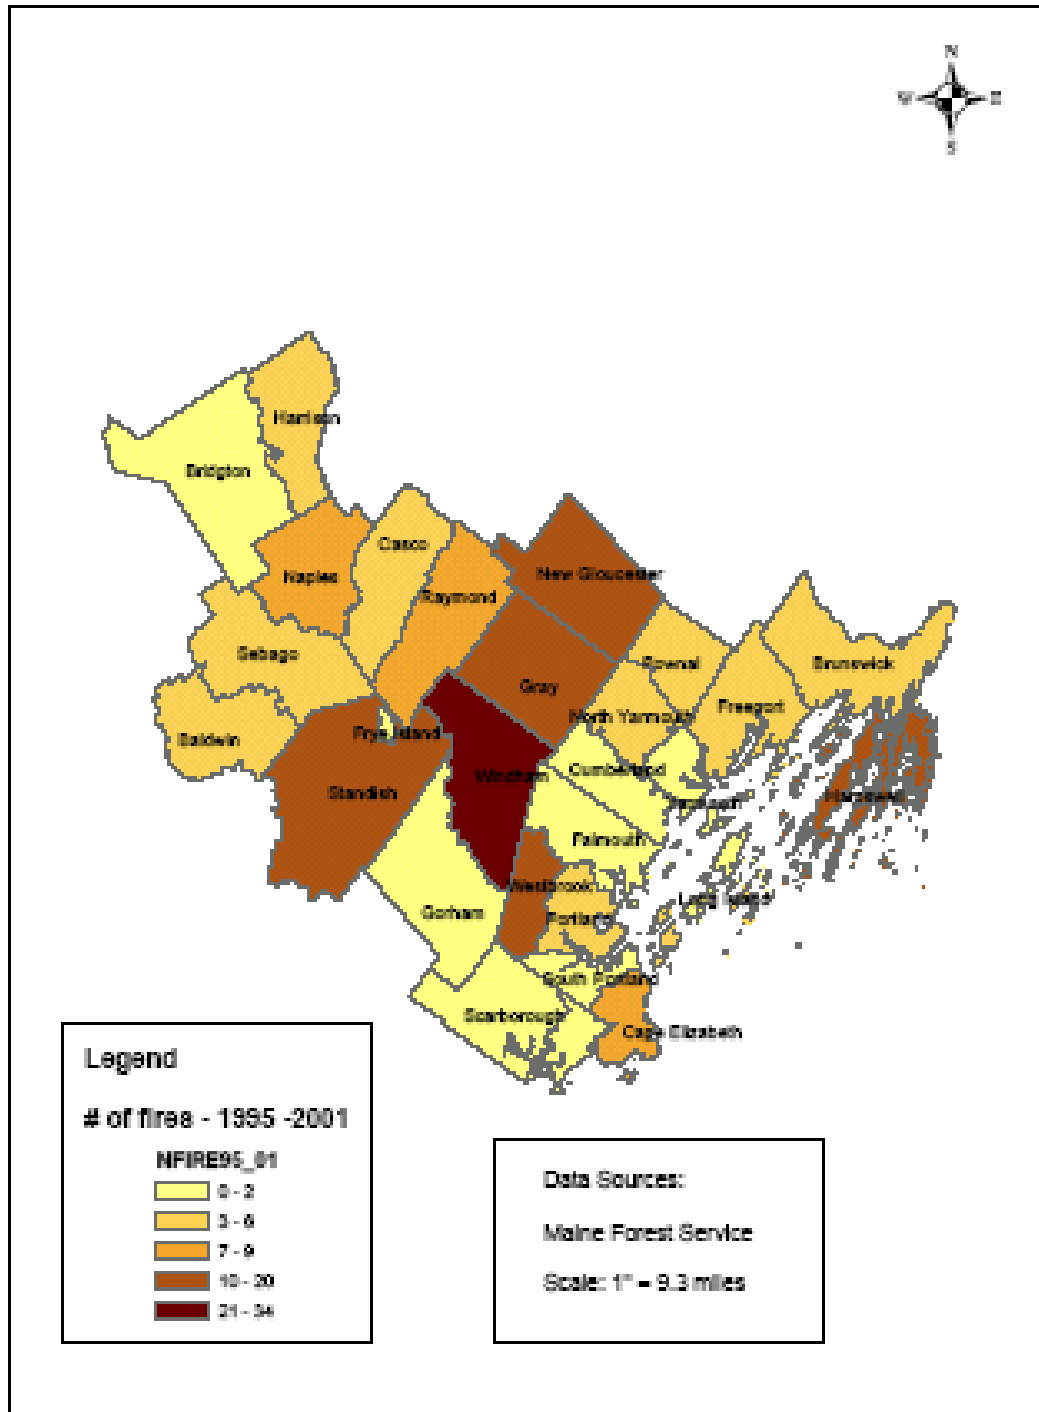 N
W E
S
Harrison
Bridgton
Casco
New Gloucester
Naples
Raymond
Sebago
Pownal
Brunswick
Gray
Freeport
North Yarmouth
Baldwin
Frye Island
Cumberland
Windham
Standish
Yarmouth
Harpswell
Falmouth
Westbrook
Long Island
Gorham
Portland
South Portland
Scarborough
Cape Elizabeth
Legend
# of fires - 1995 -2001
NFIRE95_01
0 - 2
3 - 6
7 - 9
10 - 20
21 - 34
Data Sources:
Maine Forest Service
Scale: 1" = 9.3 miles